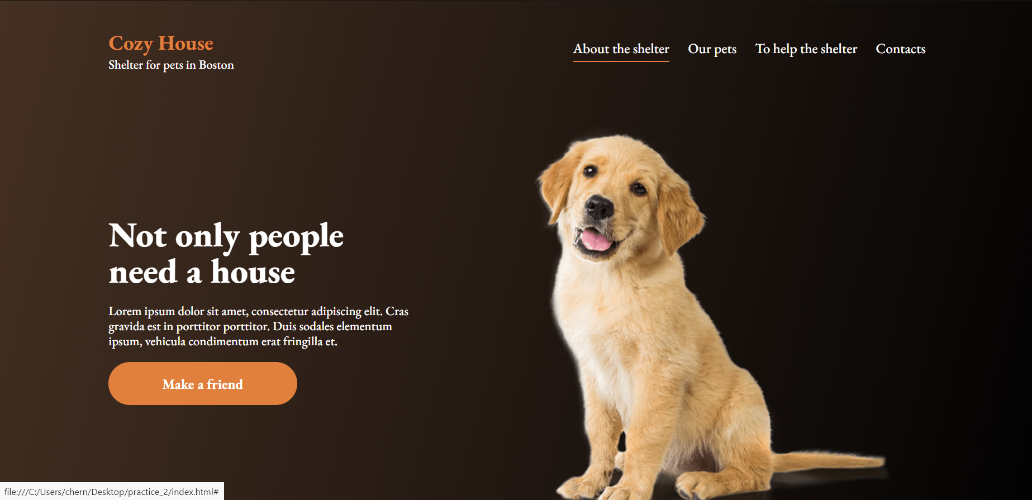 Cozy House
Shelter for pets in Boston
About the shelter Our pets To help the shelter Contacts
Not only people
need a house
Lorem ipsum dolor sit amet, consectetur adipiscing elit. Cras
gravida est in porttitor porttitor. Duis sodales elementum
ipsum, vehicula condimentum erat fringilla et.
Make a friend
file:///C:/Users/chern/Desktop/practice_2/index.html#